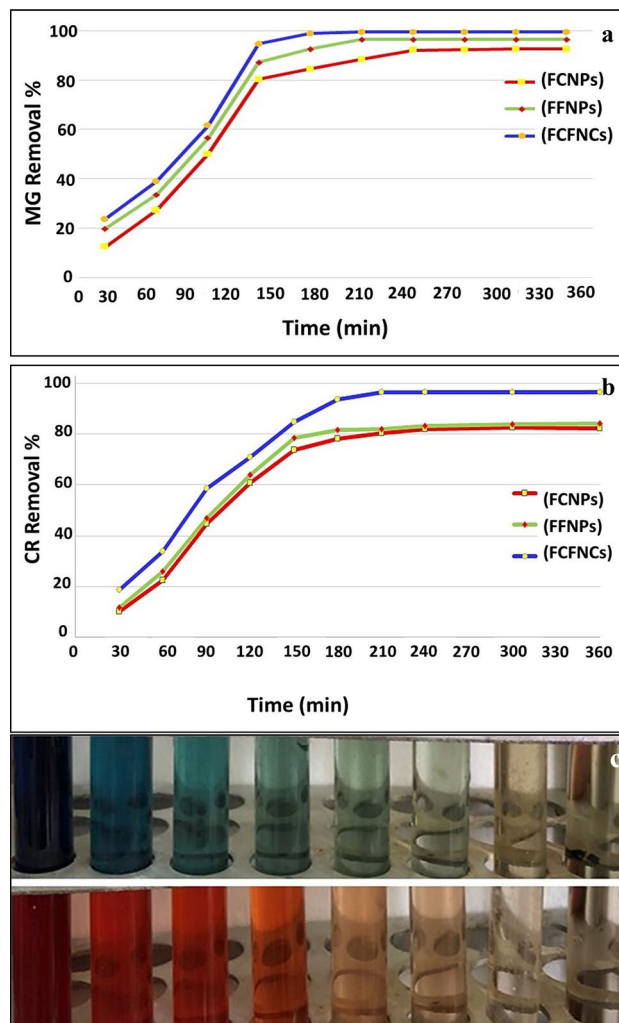 a
100
80
60
40
20
0
MG Removal %
(FCNPs)
(FFNPs)
(FCFNCs)
0 30 60 90 120 150 180 210 240 300 330 360
Time (min)
b
100
80
60
40
20
0
CR Removal %
(FCNPs)
(FFNPs)
(FCFNCs)
0 30 60 90 120 150 180 210 240 270 300 330 360
Time (min)
c